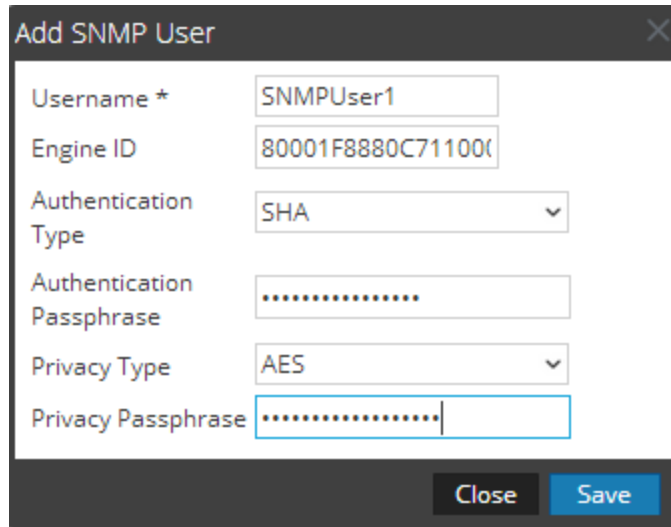 Add SNMP User
Username * SNMPUser1
Engine ID 80001F8880C711000
Authentication
Type
SHA
Authentication
Passphrase
••••••••••••••••
Privacy Type AES
Privacy Passphrase ••••••••••••••••••
Close Save